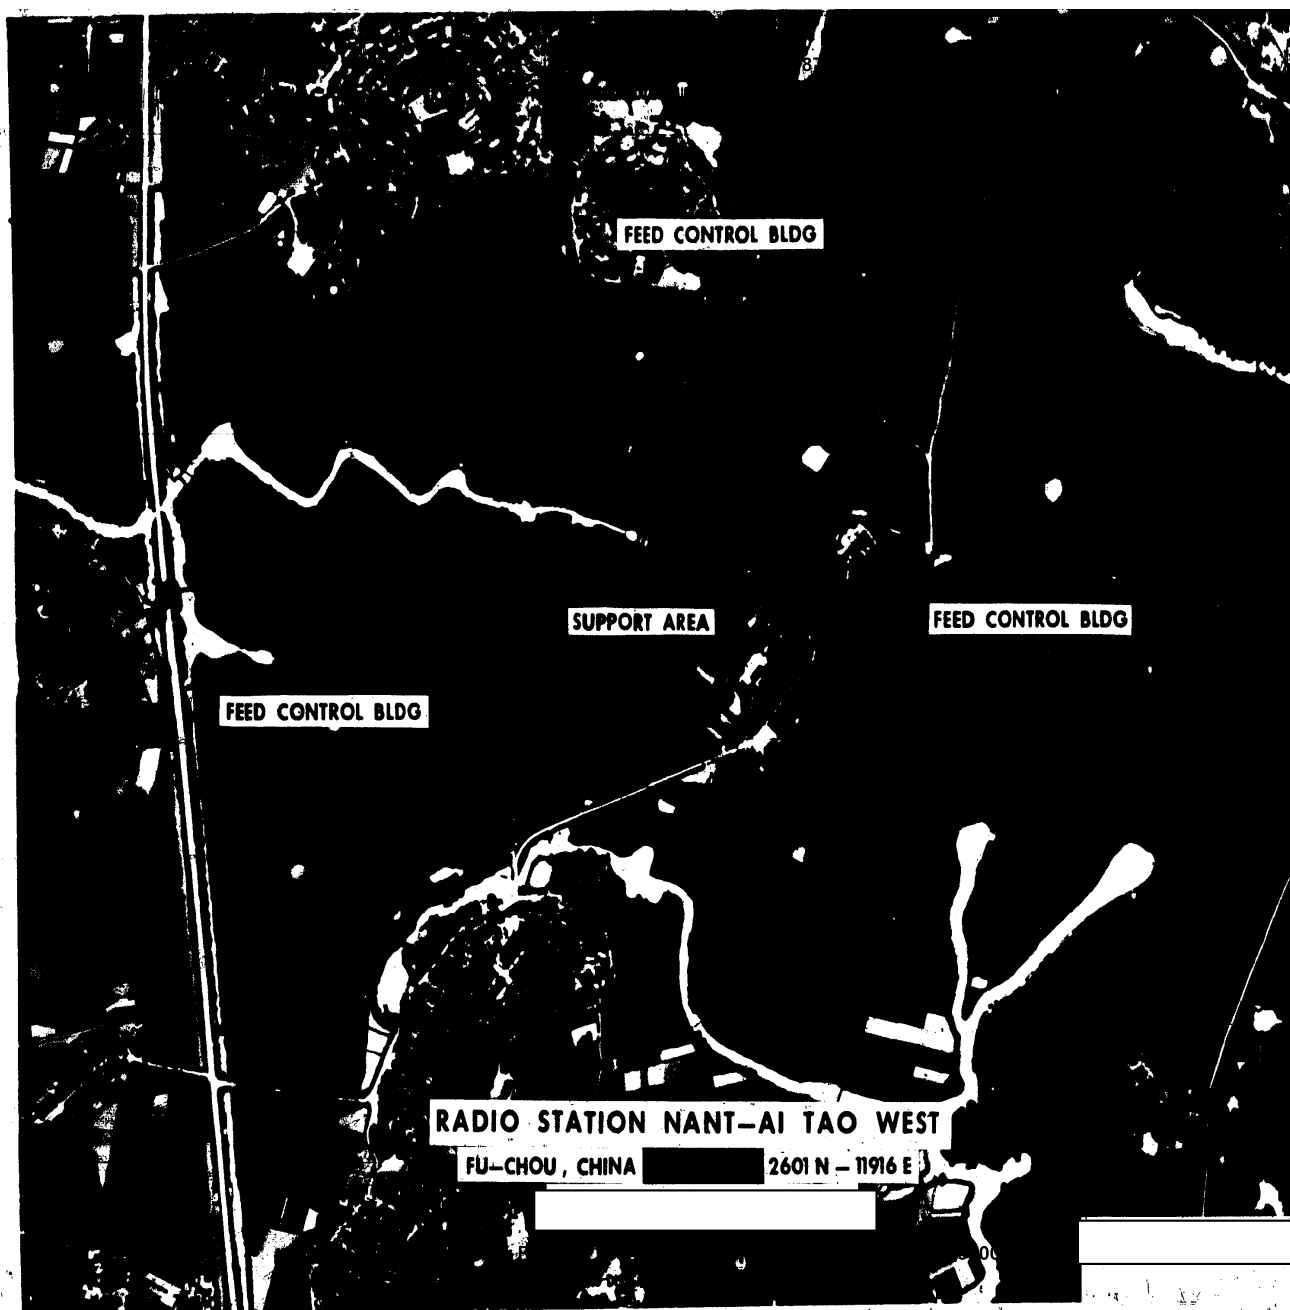 FEED CONTROL BLDG
SUPPORT AREA
FEED CONTROL BLDG
FEED CONTROL BLDG
RADIO STATION NANT–AI TAO WEST
FU–CHOU, CHINA 2601 N – 11916 E